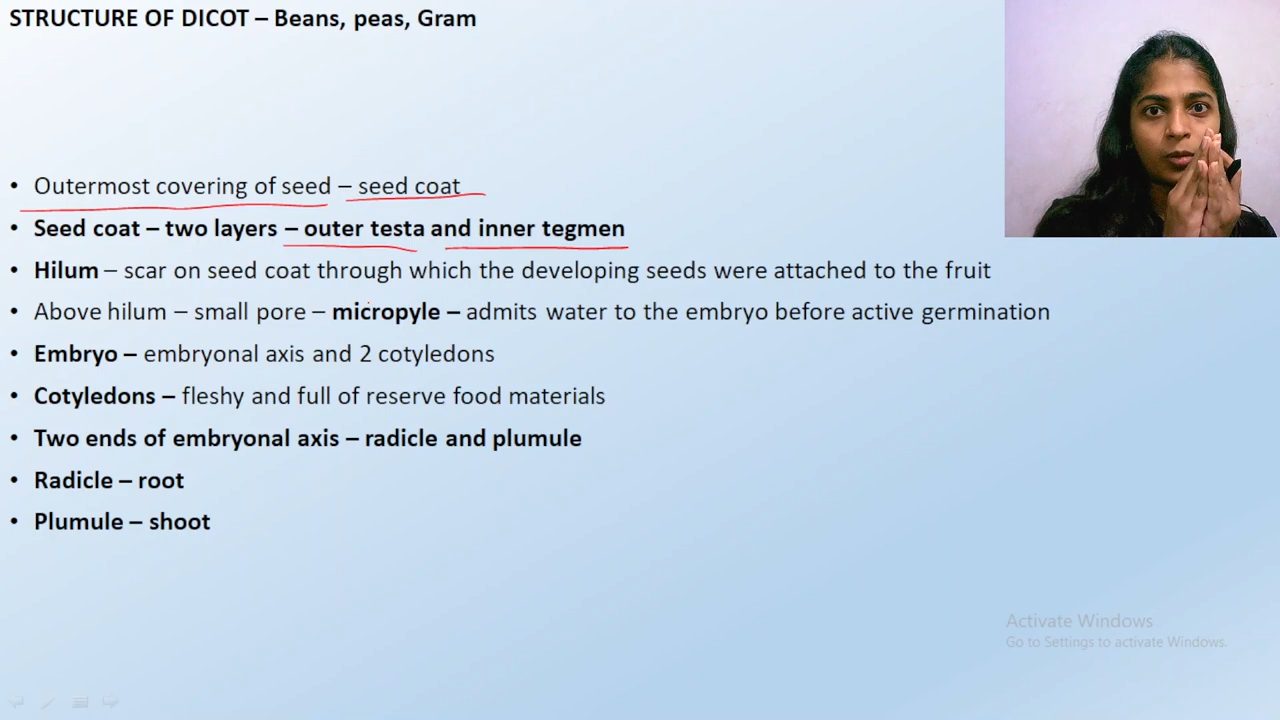 STRUCTURE OF DICOT – Beans, peas, Gram
• Outermost covering of seed – seed coat
• Seed coat – two layers – outer testa and inner tegmen
• Hilum – scar on seed coat through which the developing seeds were attached to the fruit
• Above hilum – small pore – micropyle – admits water to the embryo before active germination
• Embryo – embryonal axis and 2 cotyledons
• Cotyledons – fleshy and full of reserve food materials
• Two ends of embryonal axis – radicle and plumule
• Radicle – root
• Plumule – shoot
Activate Windows
Go to Settings to activate Windows.